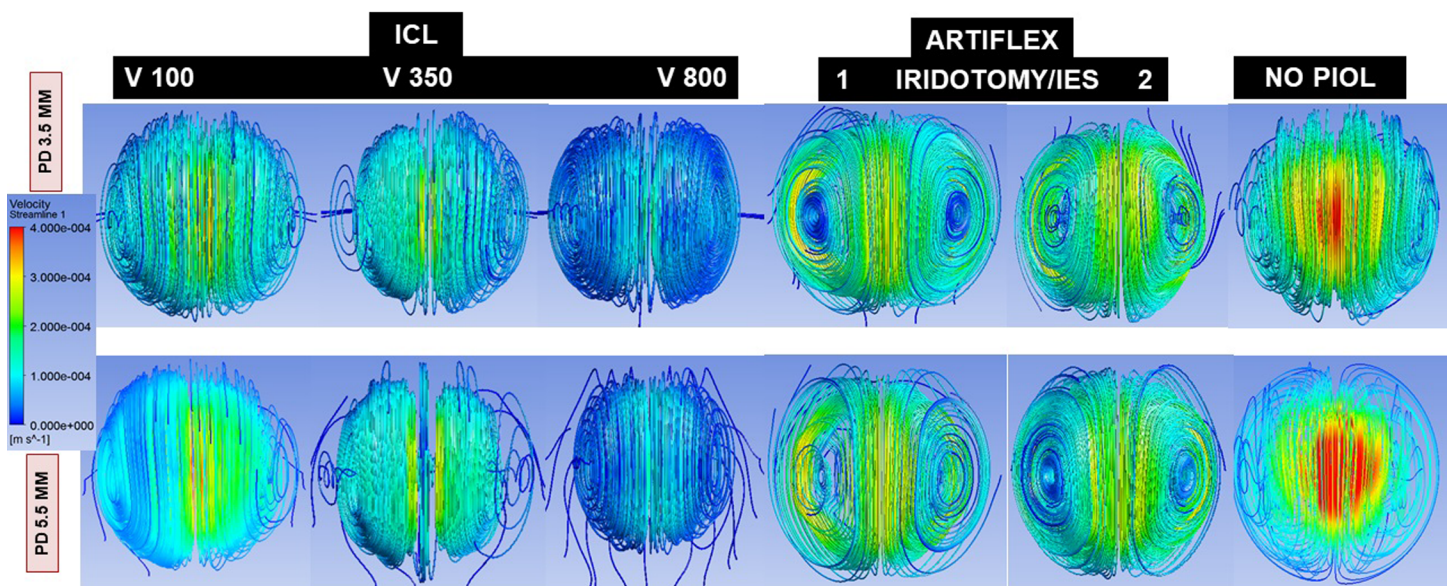 ICL
ARTIFLEX
V 100
V 350
V 800
1 IRIDOTOMY/IES 2
NO PIOL
PD 3.5 MM
Velocity
Streamline 1
4.000e-004
3.000e-004
2.000e-004
1.000e-004
0.000e+000
[m s^-1]
PD 5.5 MM